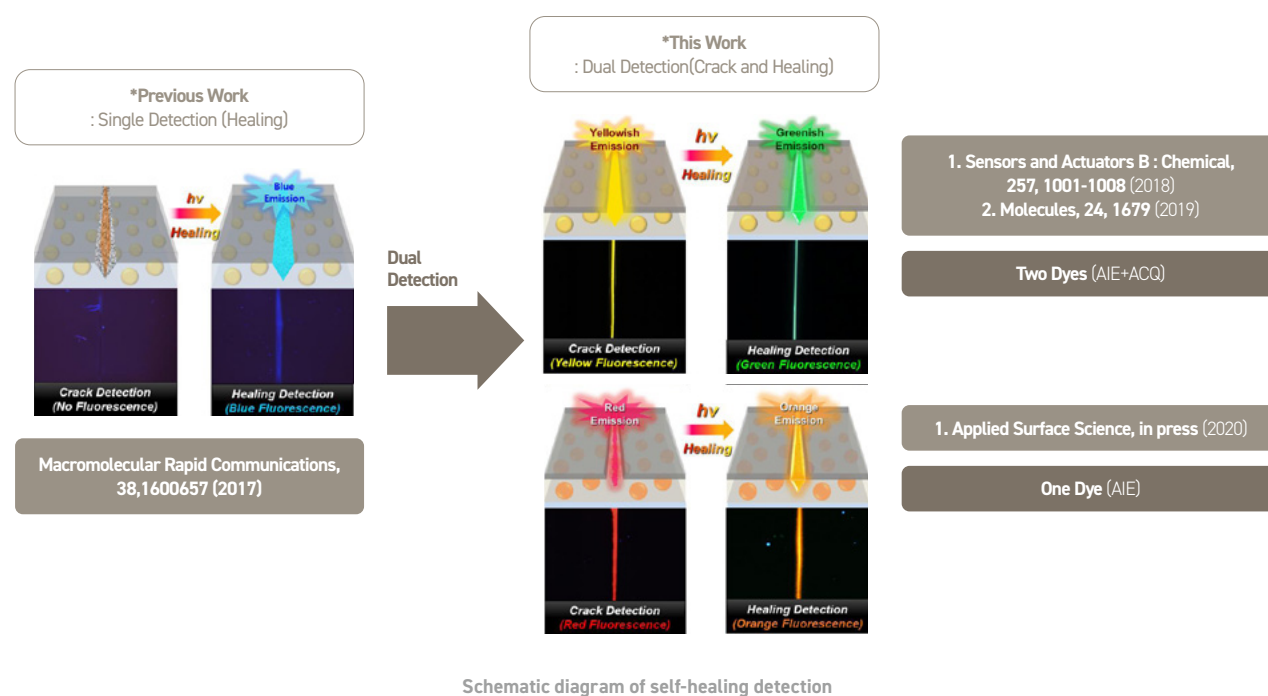 *Previous Work
: Single Detection (Healing)
Blue
Emission
hv
Healing
Crack Detection
(No Fluorescence)
Healing Detection
(Blue Fluorescence)
Macromolecular Rapid Communications,
38,1600657 (2017)
Dual
Detection
*This Work
: Dual Detection(Crack and Healing)
Yellowish
Emission
hv
Healing
Greenish
Emission
Crack Detection
(Yellow Fluorescence)
Healing Detection
(Green Fluorescence)
Red
Emission
hv
Healing
Orange
Emission
Crack Detection
(Red Fluorescence)
Healing Detection
(Orange Fluorescence)
1. Sensors and Actuators B : Chemical,
257, 1001-1008 (2018)
2. Molecules, 24, 1679 (2019)
Two Dyes (AIE+ACQ)
1. Applied Surface Science, in press (2020)
One Dye (AIE)
Schematic diagram of self-healing detection